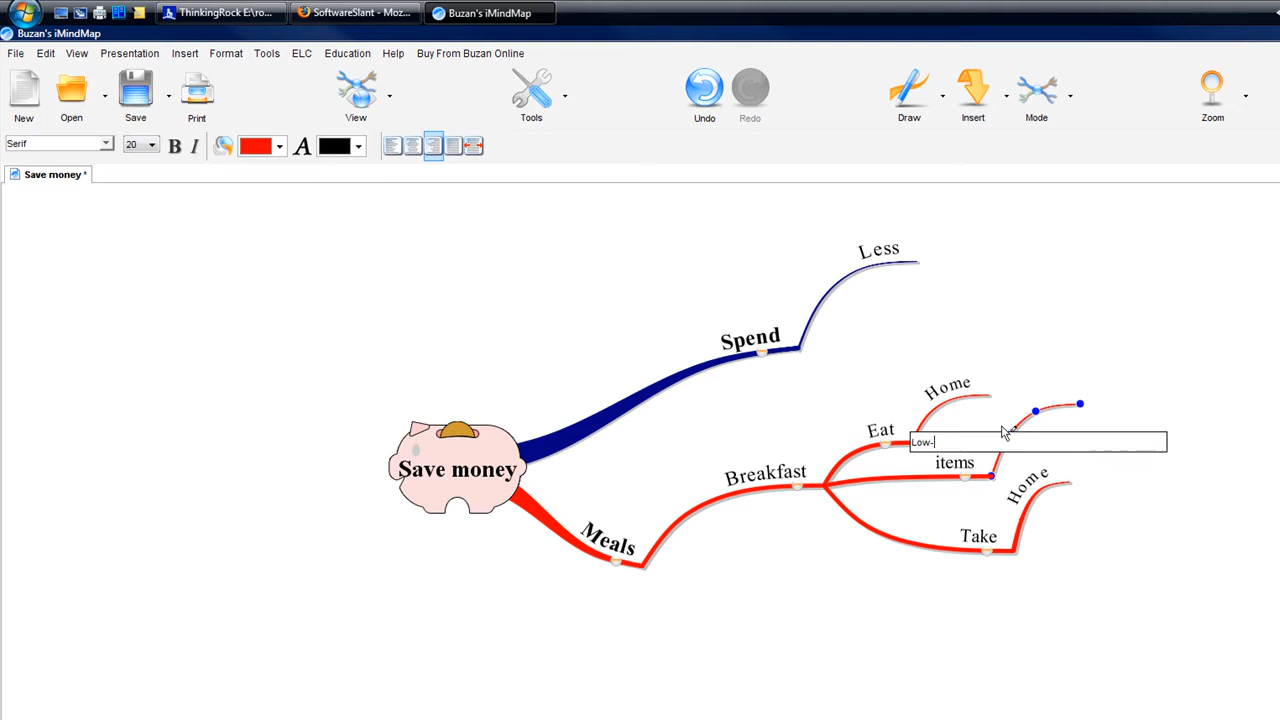 ThinkingRock E:\ro...
SoftwareSlant - Moz...
Buzan's iMindMap
Buzan's iMindMap
File Edit View Presentation Insert Format Tools ELC Education Help Buy From Buzan Online
New Open Save Print View Tools Undo Redo Draw Insert Mode Zoom
Serif 20 B I A
Save money *
Less
Spend
Home
Eat
Low-
Save money
Breakfast
items
Home
Meals
Take